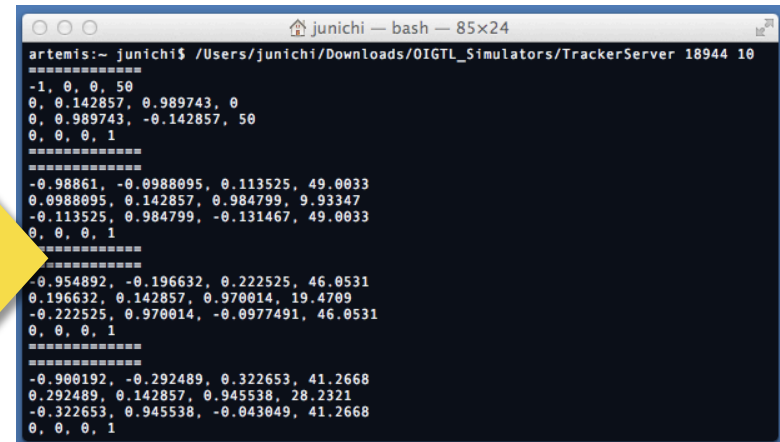 junichi — bash — 85×24
artemis:~ junichi$ /Users/junichi/Downloads/OIGTL_Simulators/TrackerServer 18944 10
=============
-1, 0, 0, 50
0, 0.142857, 0.989743, 0
0, 0.989743, -0.142857, 50
0, 0, 0, 1
=============
=============
-0.98861, -0.0988095, 0.113525, 49.0033
0.0988095, 0.142857, 0.984799, 9.93347
-0.113525, 0.984799, -0.131467, 49.0033
0, 0, 0, 1
=============
=============
-0.954892, -0.196632, 0.222525, 46.0531
0.196632, 0.142857, 0.970014, 19.4709
-0.222525, 0.970014, -0.0977491, 46.0531
0, 0, 0, 1
=============
=============
-0.900192, -0.292489, 0.322653, 41.2668
0.292489, 0.142857, 0.945538, 28.2321
-0.322653, 0.945538, -0.043049, 41.2668
0, 0, 0, 1